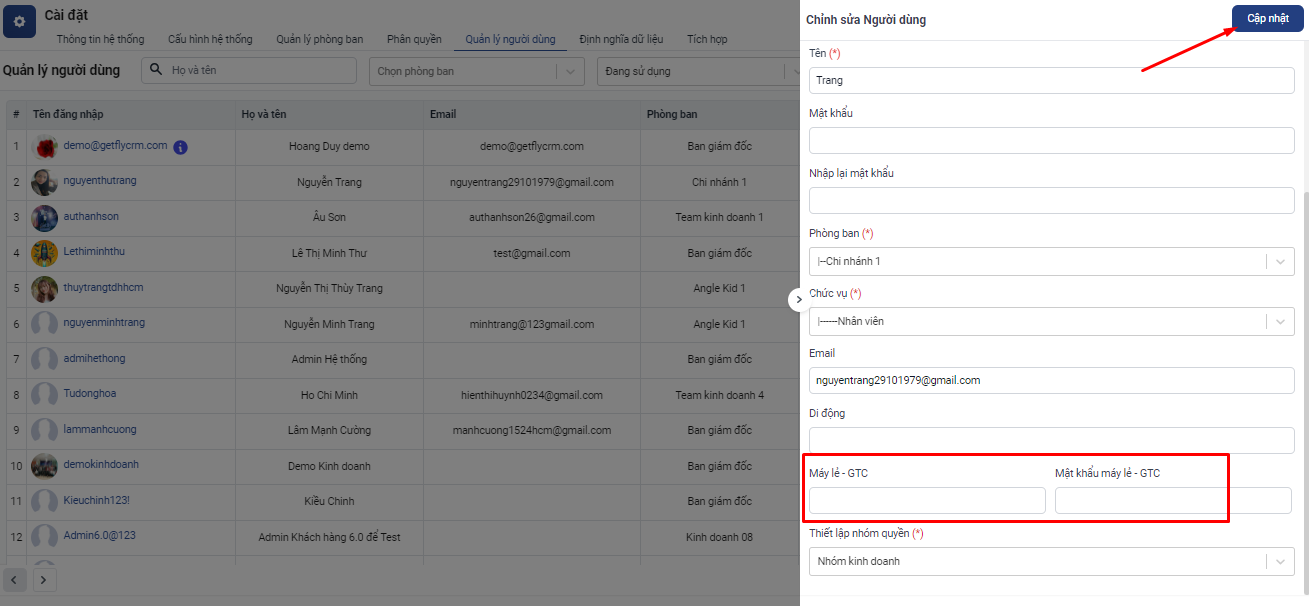 Cài đặt
Thông tin hệ thống Cấu hình hệ thống Quản lý phòng ban Phân quyền Quản lý người dùng Định nghĩa dữ liệu Tích hợp
Quản lý người dùng Họ và tên Chọn phòng ban Đang sử dụng
# Tên đăng nhập Họ và tên Email Phòng ban
1 demo@getflycrm.com Hoang Duy demo demo@getflycrm.com Ban giám đốc
2 nguyenthutrang Nguyễn Trang nguyentrang29101979@gmail.com Chi nhánh 1
3 authanhson Âu Sơn authanhson26@gmail.com Team kinh doanh 1
4 Lethiminhthu Lê Thị Minh Thư test@gmail.com Ban giám đốc
5 thuytrangtdhhcm Nguyễn Thị Thùy Trang Angle Kid 1
6 nguyenminhtrang Nguyễn Minh Trang minhtrang@123gmail.com Angle Kid 1
7 admihethong Admin Hệ thống Ban giám đốc
8 Tudonghoa Ho Chi Minh hienthihuynh0234@gmail.com Team kinh doanh 4
9 lammanhcuong Lâm Mạnh Cường manhcuong1524hcm@gmail.com Ban giám đốc
10 demokinhdoanh Demo Kinh doanh Ban giám đốc
11 Kieuchinh123! Kiều Chinh Ban giám đốc
12 Admin6.0@123 Admin Khách hàng 6.0 để Test Kinh doanh 08
Chỉnh sửa Người dùng
Cập nhật
Tên (*)
Trang
Mật khẩu
Nhập lại mật khẩu
Phòng ban (*)
|--Chi nhánh 1
Chức vụ (*)
|------Nhân viên
Email
nguyentrang29101979@gmail.com
Di động
Máy lẻ - GTC Mật khẩu máy lẻ - GTC
Thiết lập nhóm quyền (*)
Nhóm kinh doanh